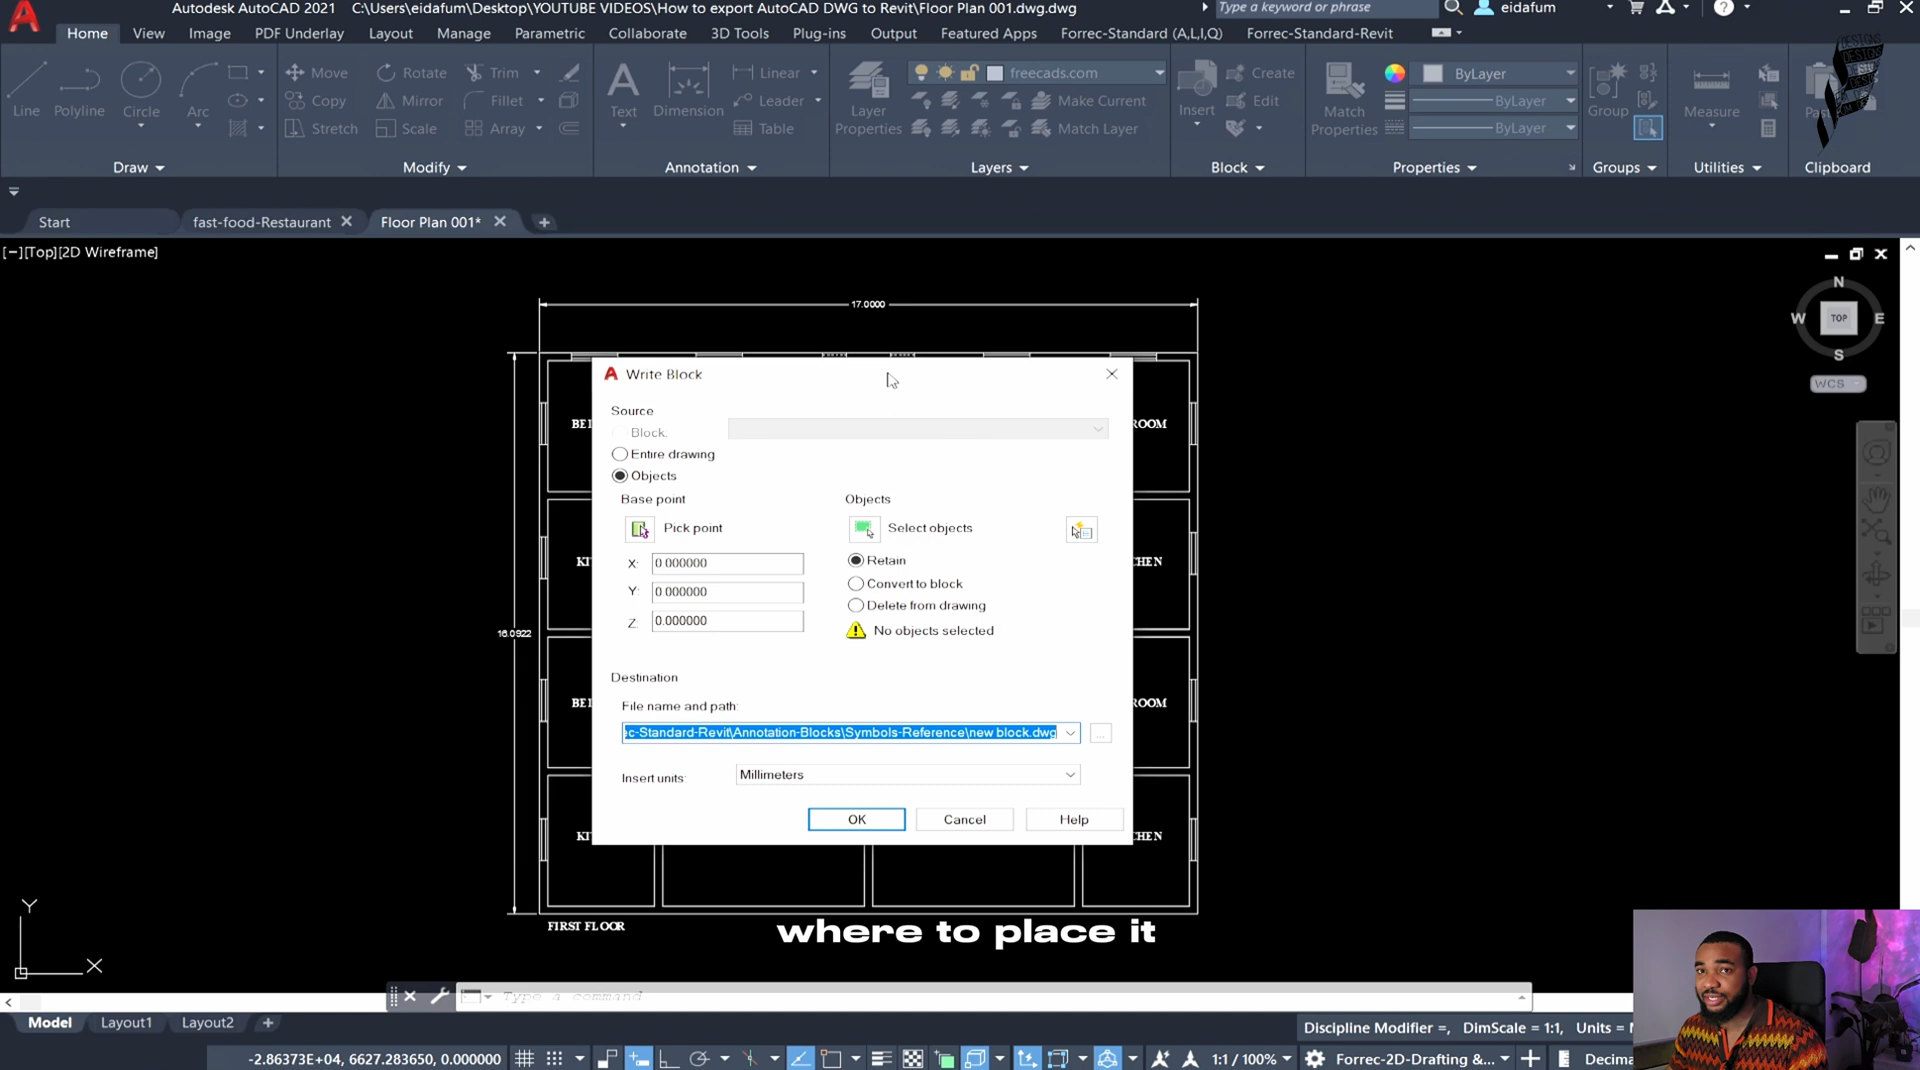 Autodesk AutoCAD 2021 C:\Users\eidafum\Desktop\YOUTUBE VIDEOS\How to export AutoCAD DWG to Revit\Floor Plan 001.dwg.dwg Type a keyword or phrase eidafum
Home View Image PDF Underlay Layout Manage Parametric Collaborate 3D Tools Plug-ins Output Featured Apps Forrec-Standard (A,L,I,Q) Forrec-Standard-Revit
Line Polyline Circle Arc
Move Rotate Trim
Copy Mirror Fillet
Stretch Scale Array
Text Dimension
Linear
Leader
Table
Layer Properties
freecads.com
Make Current
Match Layer
Insert
Create
Edit
Match Properties
ByLayer
ByLayer
ByLayer
Group Measure
Draw Modify Annotation Layers Block Properties Groups Utilities Clipboard
Start fast-food-Restaurant Floor Plan 001*
[−][Top][2D Wireframe]
N
W TOP E
S
WCS
17.0000
16.0922
Write Block
Source
Block:
Entire drawing
Objects
Base point
Pick point
X: 0.000000
Y: 0.000000
Z: 0.000000
Objects
Select objects
Retain
Convert to block
Delete from drawing
No objects selected
Destination
File name and path:
ec-Standard-Revit\Annotation-Blocks\Symbols-Reference\new block.dwg
...
Insert units: Millimeters
OK Cancel Help
FIRST FLOOR
where to place it
Y
X
Type a command
Model Layout1 Layout2
Discipline Modifier =, DimScale = 1:1, Units =
-2.86373E+04, 6627.283650, 0.000000 1:1 / 100% Forrec-2D-Drafting &...